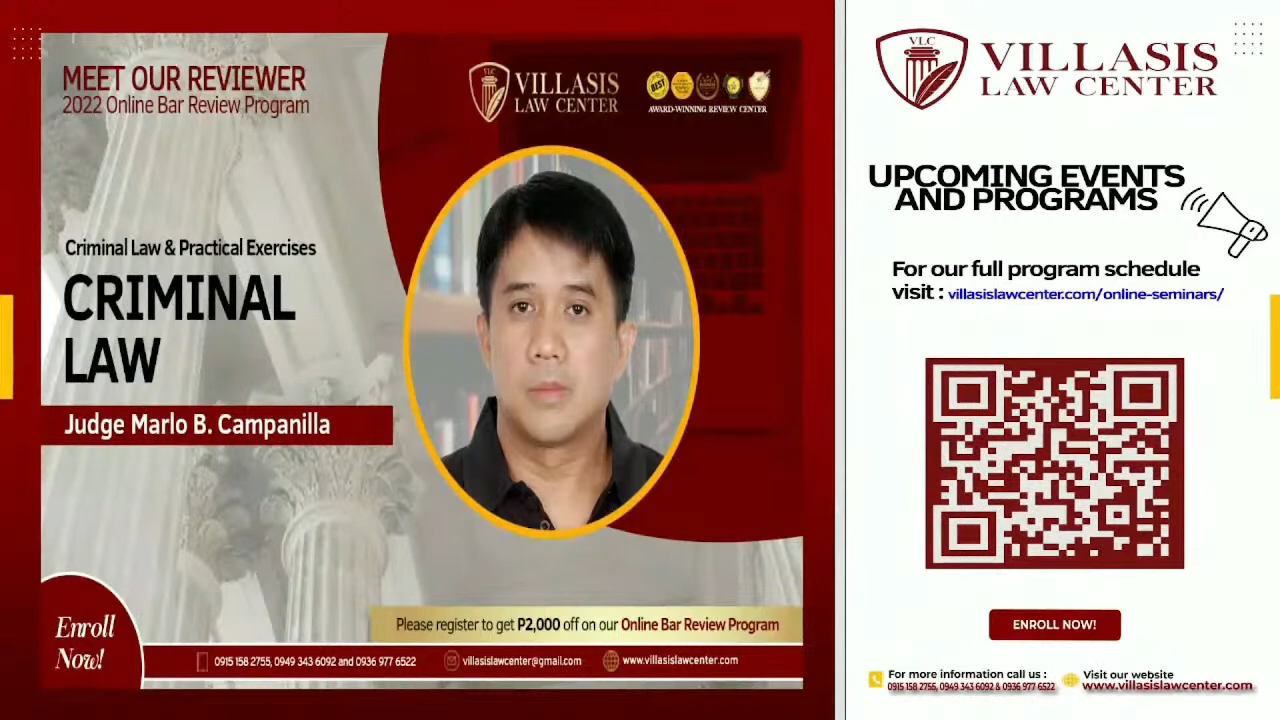 MEET OUR REVIEWER
2022 Online Bar Review Program
VLC
VILLASIS
LAW CENTER
BEST
AWARD-WINNING REVIEW CENTER
Criminal Law & Practical Exercises
CRIMINAL
LAW
Judge Marlo B. Campanilla
Please register to get P2,000 off on our Online Bar Review Program
Enroll
Now!
0915 158 2755, 0949 343 6092 and 0936 977 6522
villasislawcenter@gmail.com
www.villasislawcenter.com
VLC
VILLASIS
LAW CENTER
UPCOMING EVENTS
AND PROGRAMS
For our full program schedule
visit : villasislawcenter.com/online-seminars/
ENROLL NOW!
For more information call us :
0915 158 2755, 0949 343 6092 & 0936 977 6522
Visit our website
www.villasislawcenter.com